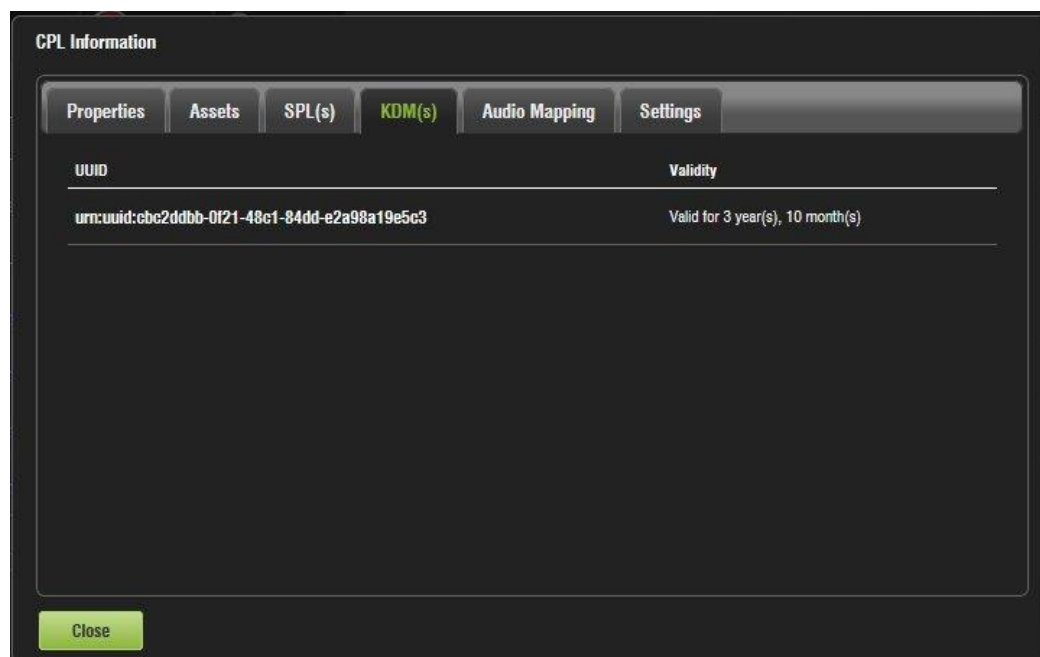 CPL Information
Properties Assets SPL(s) KDM(s) Audio Mapping Settings
UUID Validity
urn:uuid:cbc2ddbb-0f21-48c1-84dd-e2a98a19e5c3 Valid for 3 year(s), 10 month(s)
Close